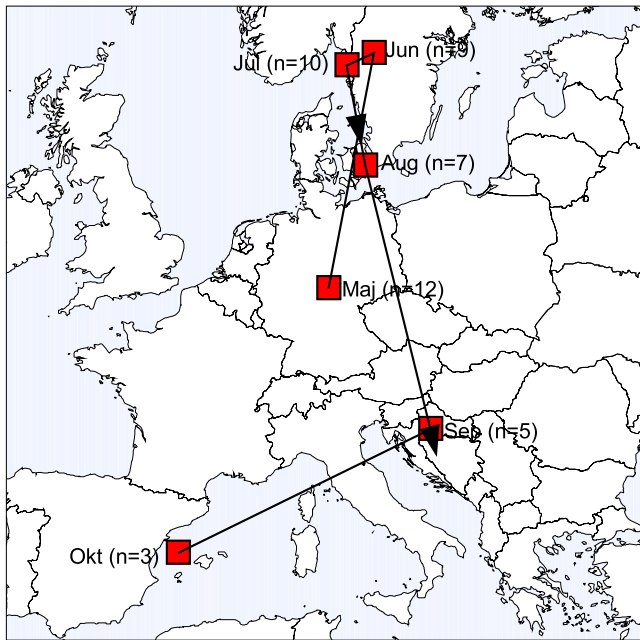 Jun (n=9)
Jul (n=10)
Aug (n=7)
Maj (n=12)
Sep (n=5)
Okt (n=3)